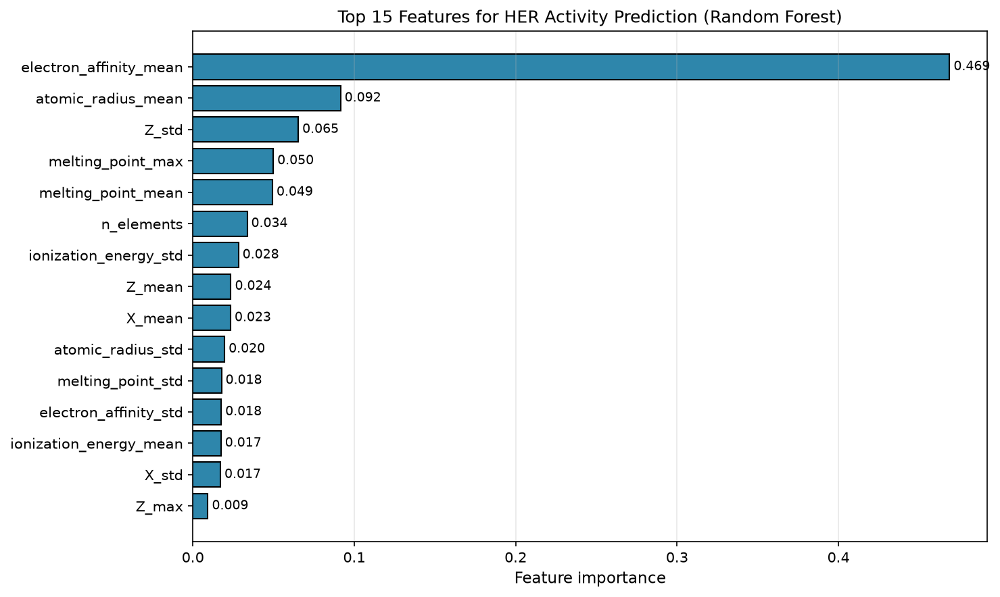 Top 15 Features for HER Activity Prediction (Random Forest)
electron_affinity_mean 0.469
atomic_radius_mean 0.092
Z_std 0.065
melting_point_max 0.050
melting_point_mean 0.049
n_elements 0.034
ionization_energy_std 0.028
Z_mean 0.024
X_mean 0.023
atomic_radius_std 0.020
melting_point_std 0.018
electron_affinity_std 0.018
ionization_energy_mean 0.017
X_std 0.017
Z_max 0.009
0.0 0.1 0.2 0.3 0.4
Feature importance